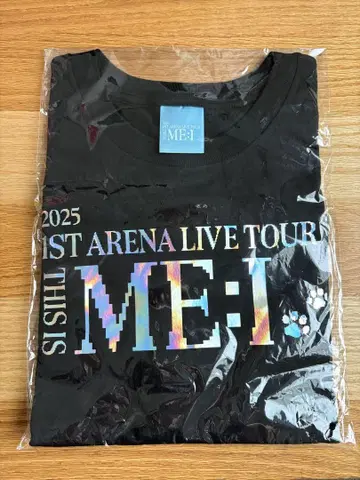 2025
1ST ARENA LIVE TOUR
THIS IS
ME:I
ME:I